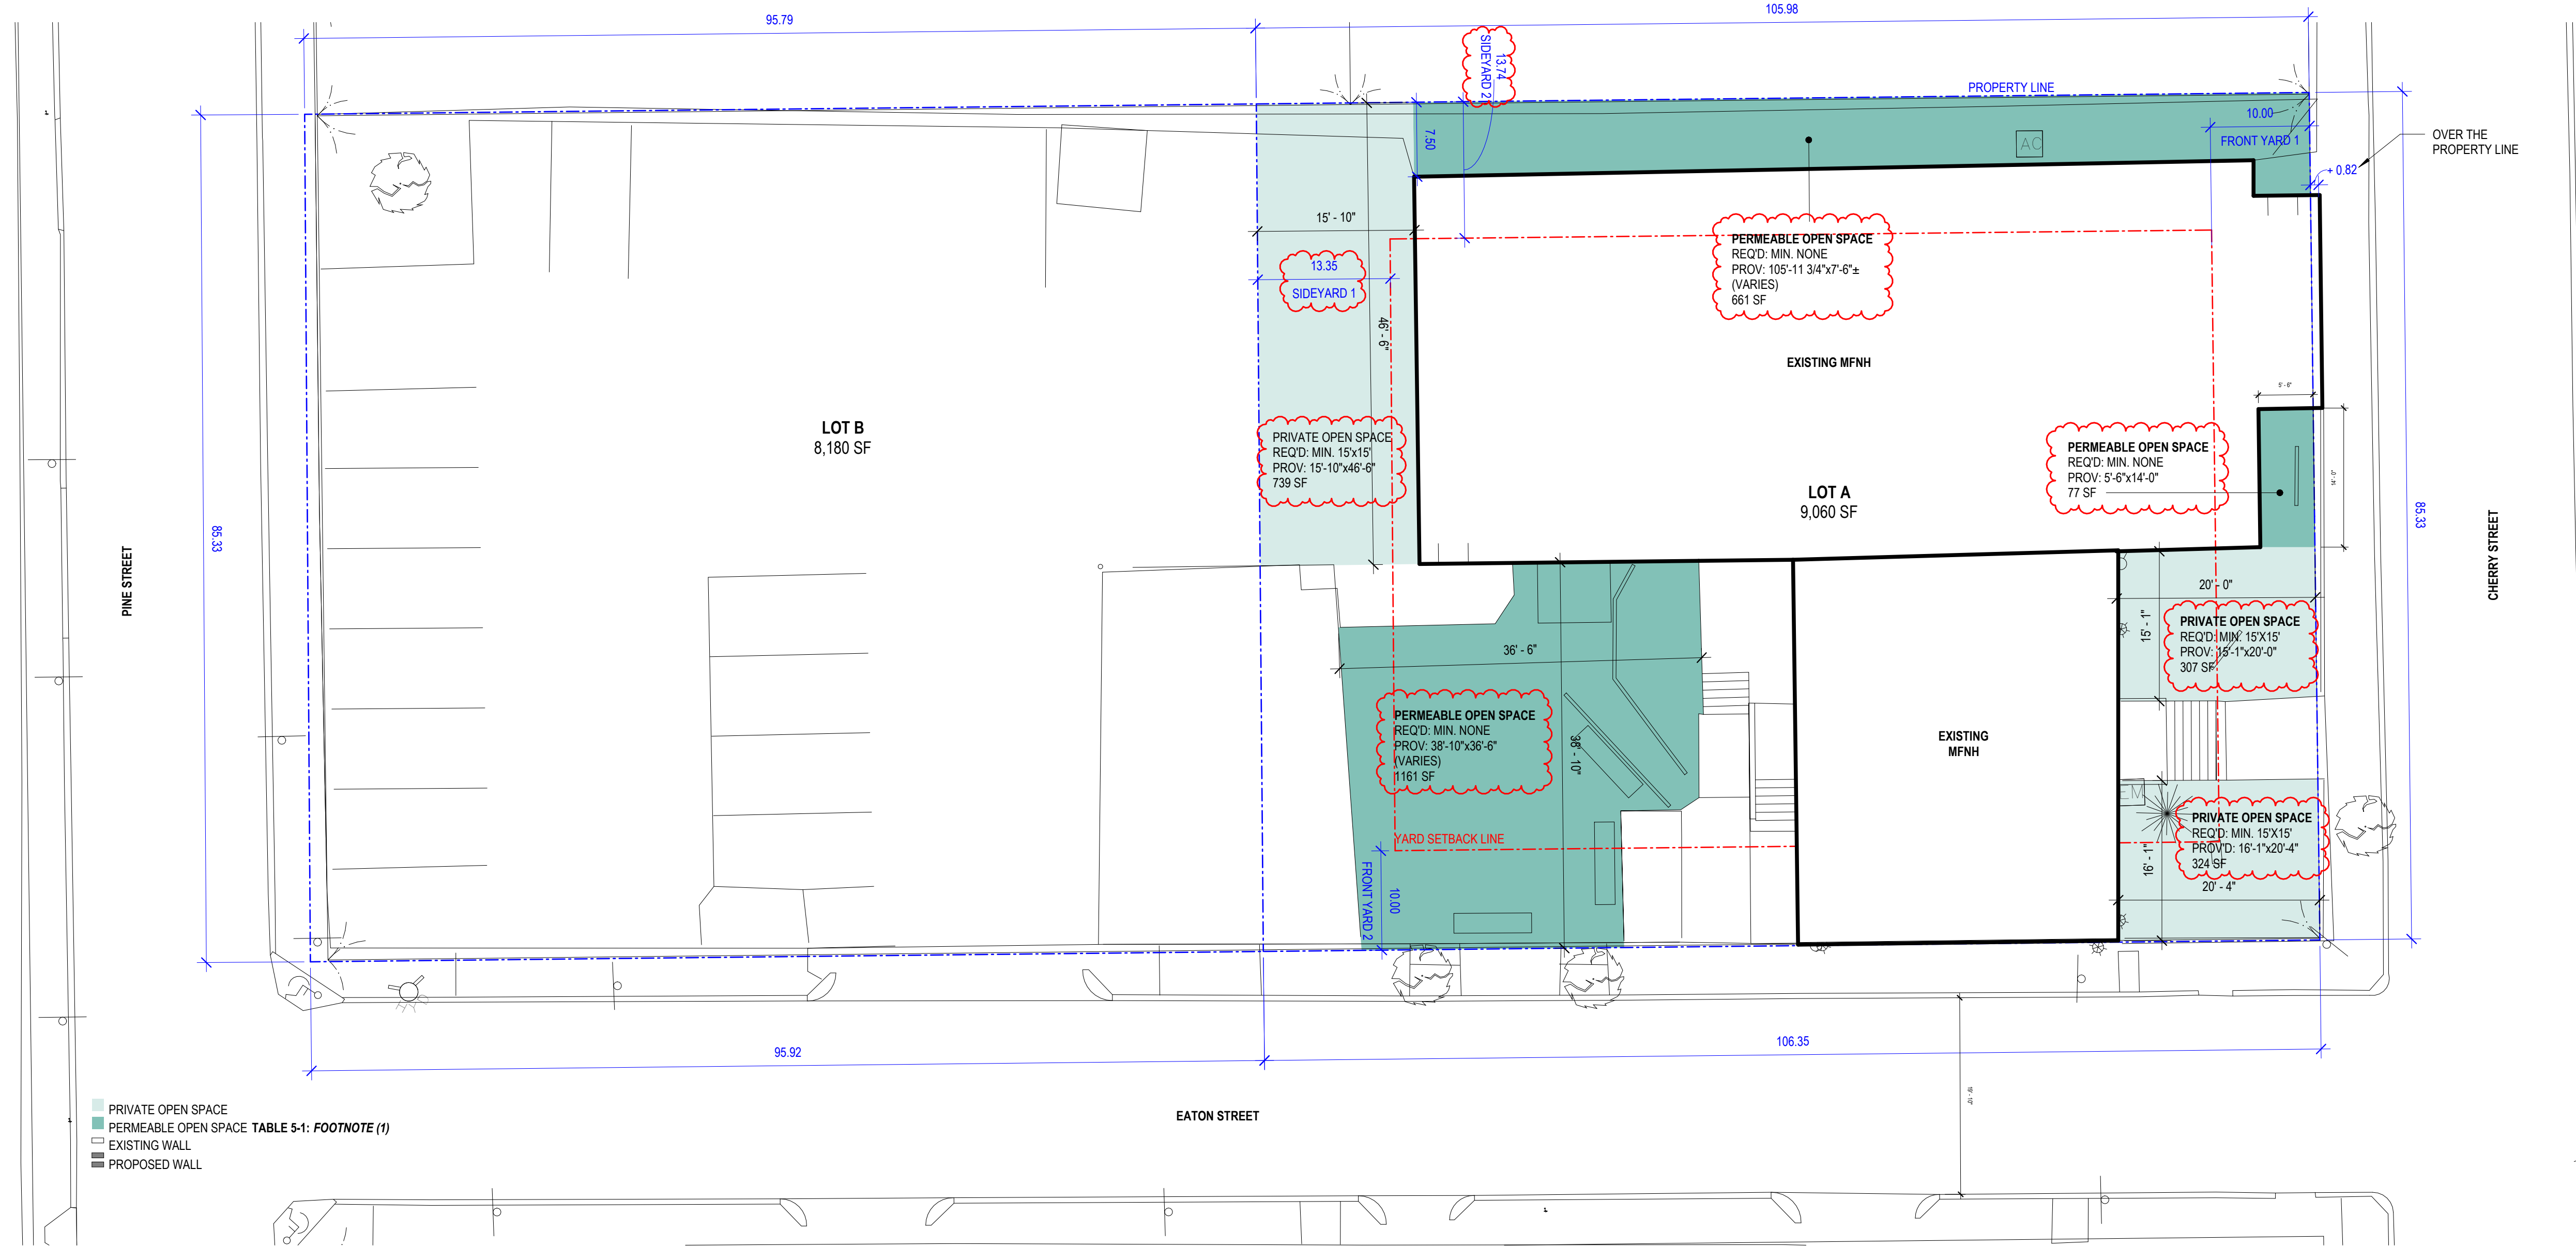 95.79
105.98
13.74
SIDEYARD 2
PROPERTY LINE
10.00
FRONT YARD 1
OVER THE
PROPERTY LINE
+ 0.82
7.50
AC
15' - 10"
13.35
SIDEYARD 1
46' - 6"
PERMEABLE OPEN SPACE
REQ'D: MIN. NONE
PROV: 105'-11 3/4"x7'-6"±
(VARIES)
661 SF
EXISTING MFNH
5' - 6"
14' - 0"
LOT B
8,180 SF
PRIVATE OPEN SPACE
REQ'D: MIN. 15'x15'
PROV: 15'-10"x46'-6"
739 SF
PERMEABLE OPEN SPACE
REQ'D: MIN. NONE
PROV: 5'-6"x14'-0"
77 SF
LOT A
9,060 SF
85.33
85.33
PINE STREET
CHERRY STREET
20' - 0"
15' - 1"
PRIVATE OPEN SPACE
REQ'D: MIN. 15'X15'
PROV: 15'-1"x20'-0"
307 SF
36' - 6"
38' - 10"
PERMEABLE OPEN SPACE
REQ'D: MIN. NONE
PROV: 38'-10"x36'-6"
(VARIES)
1161 SF
EXISTING
MFNH
EM
PRIVATE OPEN SPACE
REQ'D: MIN. 15'X15'
PROV'D: 16'-1"x20'-4"
324 SF
16' - 1"
20' - 4"
YARD SETBACK LINE
10.00
FRONT YARD 2
HYD
95.92
106.35
19' - 10"
EATON STREET
PRIVATE OPEN SPACE
PERMEABLE OPEN SPACE TABLE 5-1: FOOTNOTE (1)
EXISTING WALL
PROPOSED WALL